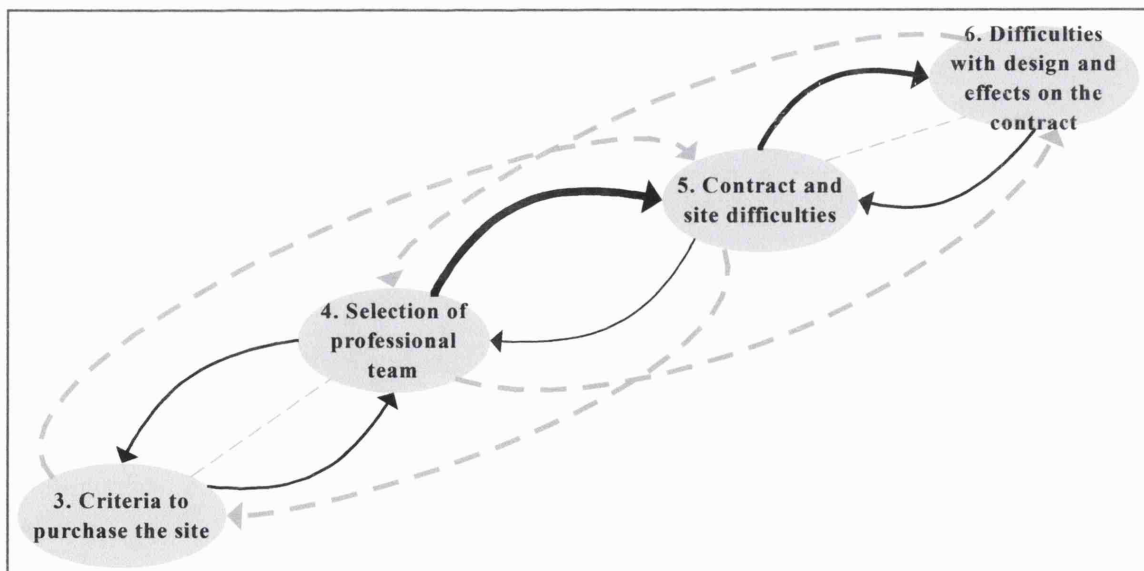 6. Difficulties
with design and
effects on the
contract
5. Contract and
site difficulties
4. Selection of
professional
team
3. Criteria to
purchase the site